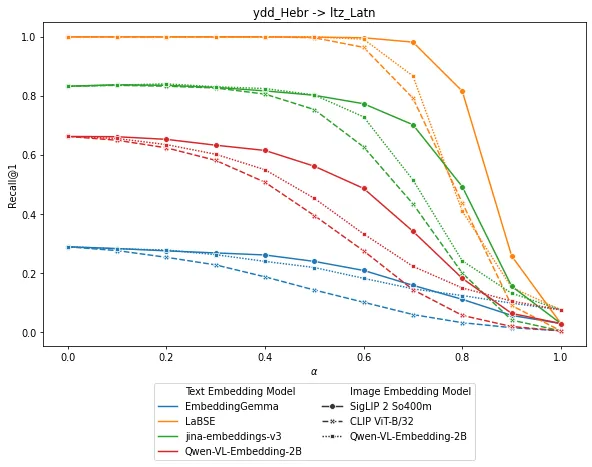 ydd_Hebr -> ltz_Latn
Recall@1
1.0
0.8
0.6
0.4
0.2
0.0
0.0 0.2 0.4 0.6 0.8 1.0
α
Text Embedding Model
EmbeddingGemma
LaBSE
jina-embeddings-v3
Qwen-VL-Embedding-2B
Image Embedding Model
SigLIP 2 So400m
CLIP ViT-B/32
Qwen-VL-Embedding-2B